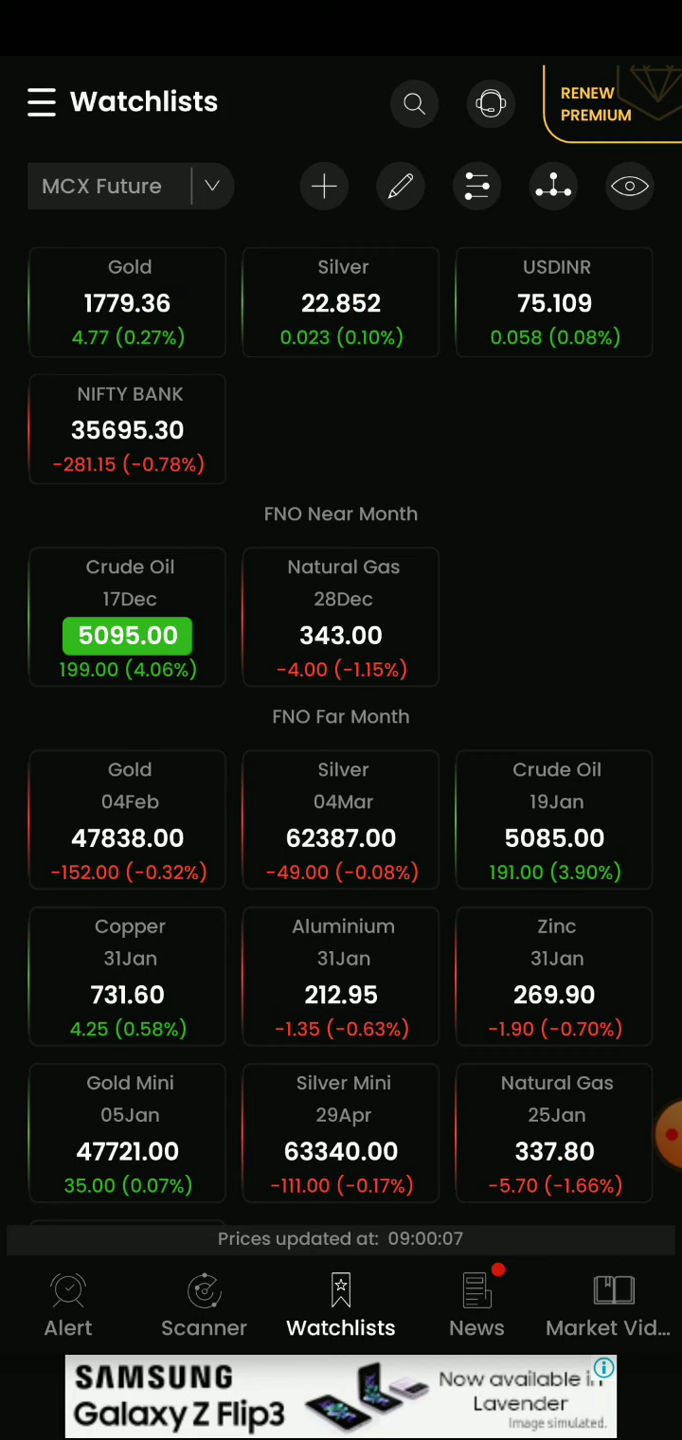 Watchlists
RENEW
PREMIUM
MCX Future
Gold Silver USDINR
1779.36 22.852 75.109
4.77 (0.27%) 0.023 (0.10%) 0.058 (0.08%)
NIFTY BANK
35695.30
-281.15 (-0.78%)
FNO Near Month
Crude Oil Natural Gas
17Dec 28Dec
5095.00 343.00
199.00 (4.06%) -4.00 (-1.15%)
FNO Far Month
Gold Silver Crude Oil
04Feb 04Mar 19Jan
47838.00 62387.00 5085.00
-152.00 (-0.32%) -49.00 (-0.08%) 191.00 (3.90%)
Copper Aluminium Zinc
31Jan 31Jan 31Jan
731.60 212.95 269.90
4.25 (0.58%) -1.35 (-0.63%) -1.90 (-0.70%)
Gold Mini Silver Mini Natural Gas
05Jan 29Apr 25Jan
47721.00 63340.00 337.80
35.00 (0.07%) -111.00 (-0.17%) -5.70 (-1.66%)
Prices updated at: 09:00:07
Alert Scanner Watchlists News Market Vid...
SAMSUNG
Galaxy Z Flip3
Now available in
Lavender
Image simulated.